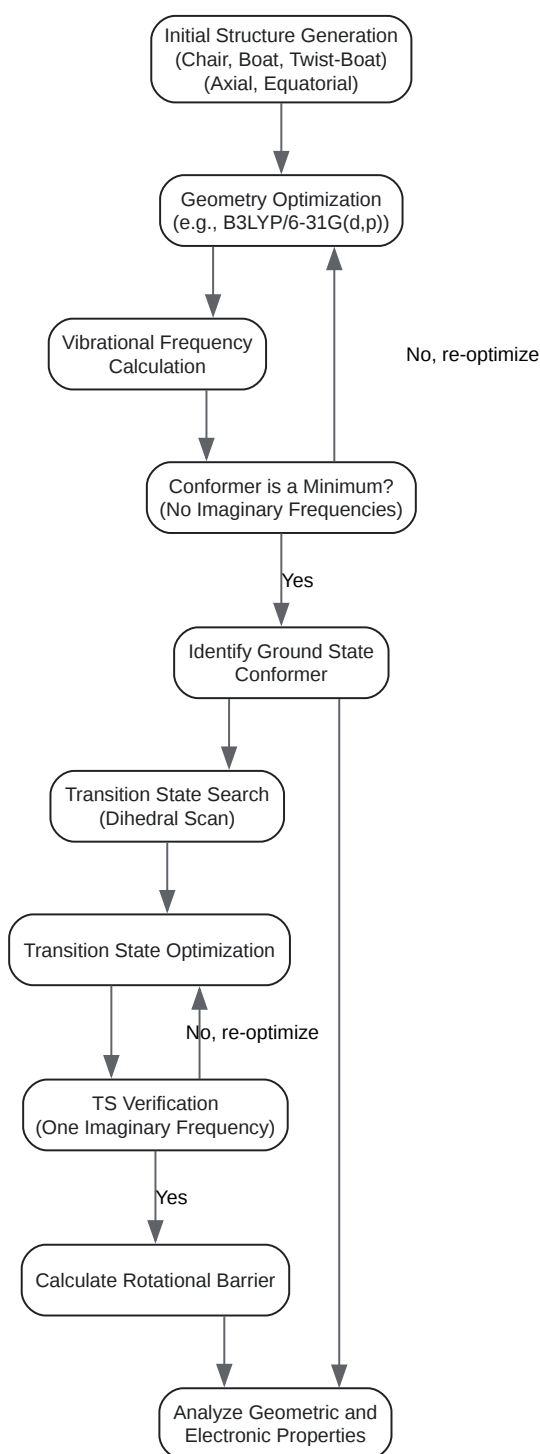 Initial Structure Generation
(Chair, Boat, Twist-Boat)
(Axial, Equatorial)
Geometry Optimization
(e.g., B3LYP/6-31G(d,p))
Vibrational Frequency
Calculation
No, re-optimize
Conformer is a Minimum?
(No Imaginary Frequencies)
Yes
Identify Ground State
Conformer
Transition State Search
(Dihedral Scan)
Transition State Optimization
No, re-optimize
TS Verification
(One Imaginary Frequency)
Yes
Calculate Rotational Barrier
Analyze Geometric and
Electronic Properties